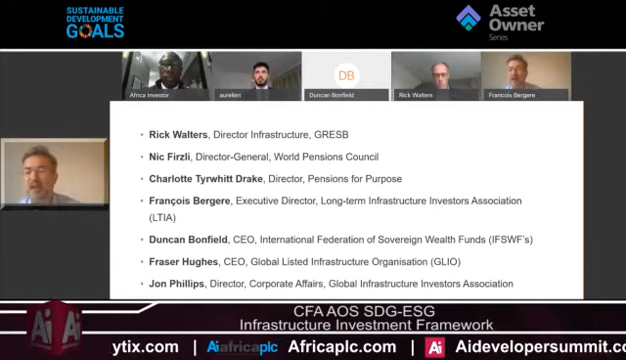 SUSTAINABLE
DEVELOPMENT
GOALS
Asset
Owner
Series
DB
Africa investor
aurelien
Duncan Bonfield
Rick Walters
Francois Bergere
• Rick Walters, Director Infrastructure, GRESB
• Nic Firzli, Director-General, World Pensions Council
• Charlotte Tyrwhitt Drake, Director, Pensions for Purpose
• François Bergere, Executive Director, Long-term Infrastructure Investors Association
(LTIA)
• Duncan Bonfield, CEO, International Federation of Sovereign Wealth Funds (IFSWF's)
• Fraser Hughes, CEO, Global Listed Infrastructure Organisation (GLIO)
• Jon Phillips, Director, Corporate Affairs, Global Infrastructure Investors Association
CFA AOS SDG-ESG
Infrastructure Investment Framework
Ai Ai
ytix.com | Aiafricaplc Africaplc.com | Ai Aidevelopersummit.co